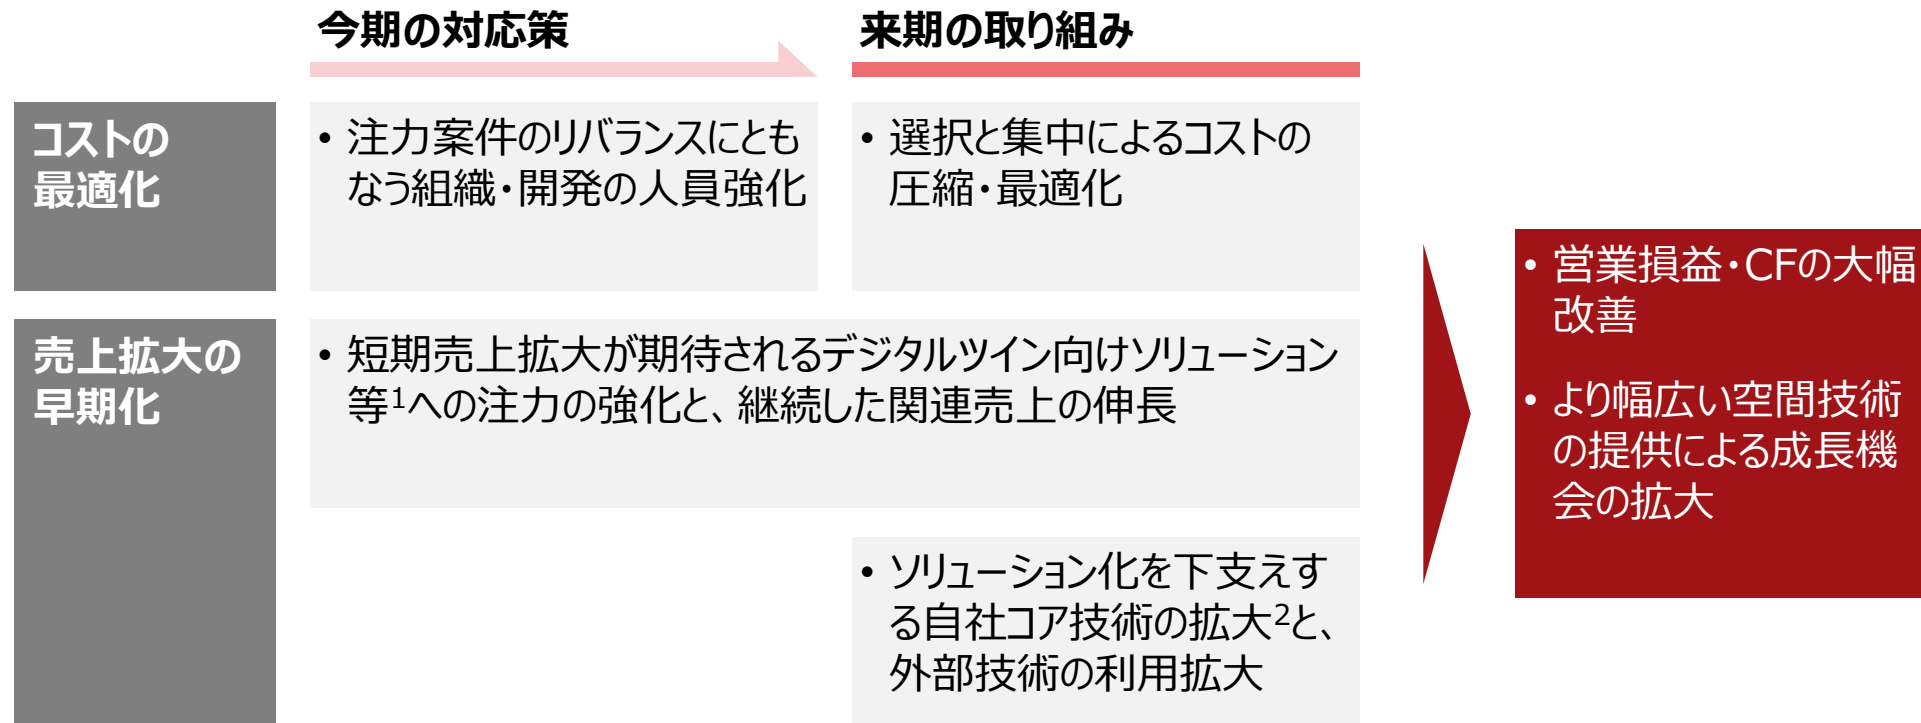 今期の対応策
来期の取り組み
コストの
最適化
• 注力案件のリバランスにとも
なう組織・開発の人員強化
• 選択と集中によるコストの
圧縮・最適化
売上拡大の
早期化
• 短期売上拡大が期待されるデジタルツイン向けソリューション
等1への注力の強化と、継続した関連売上の伸長
• ソリューション化を下支えす
る自社コア技術の拡大2と、
外部技術の利用拡大
• 営業損益・CFの大幅
改善
• より幅広い空間技術
の提供による成長機
会の拡大